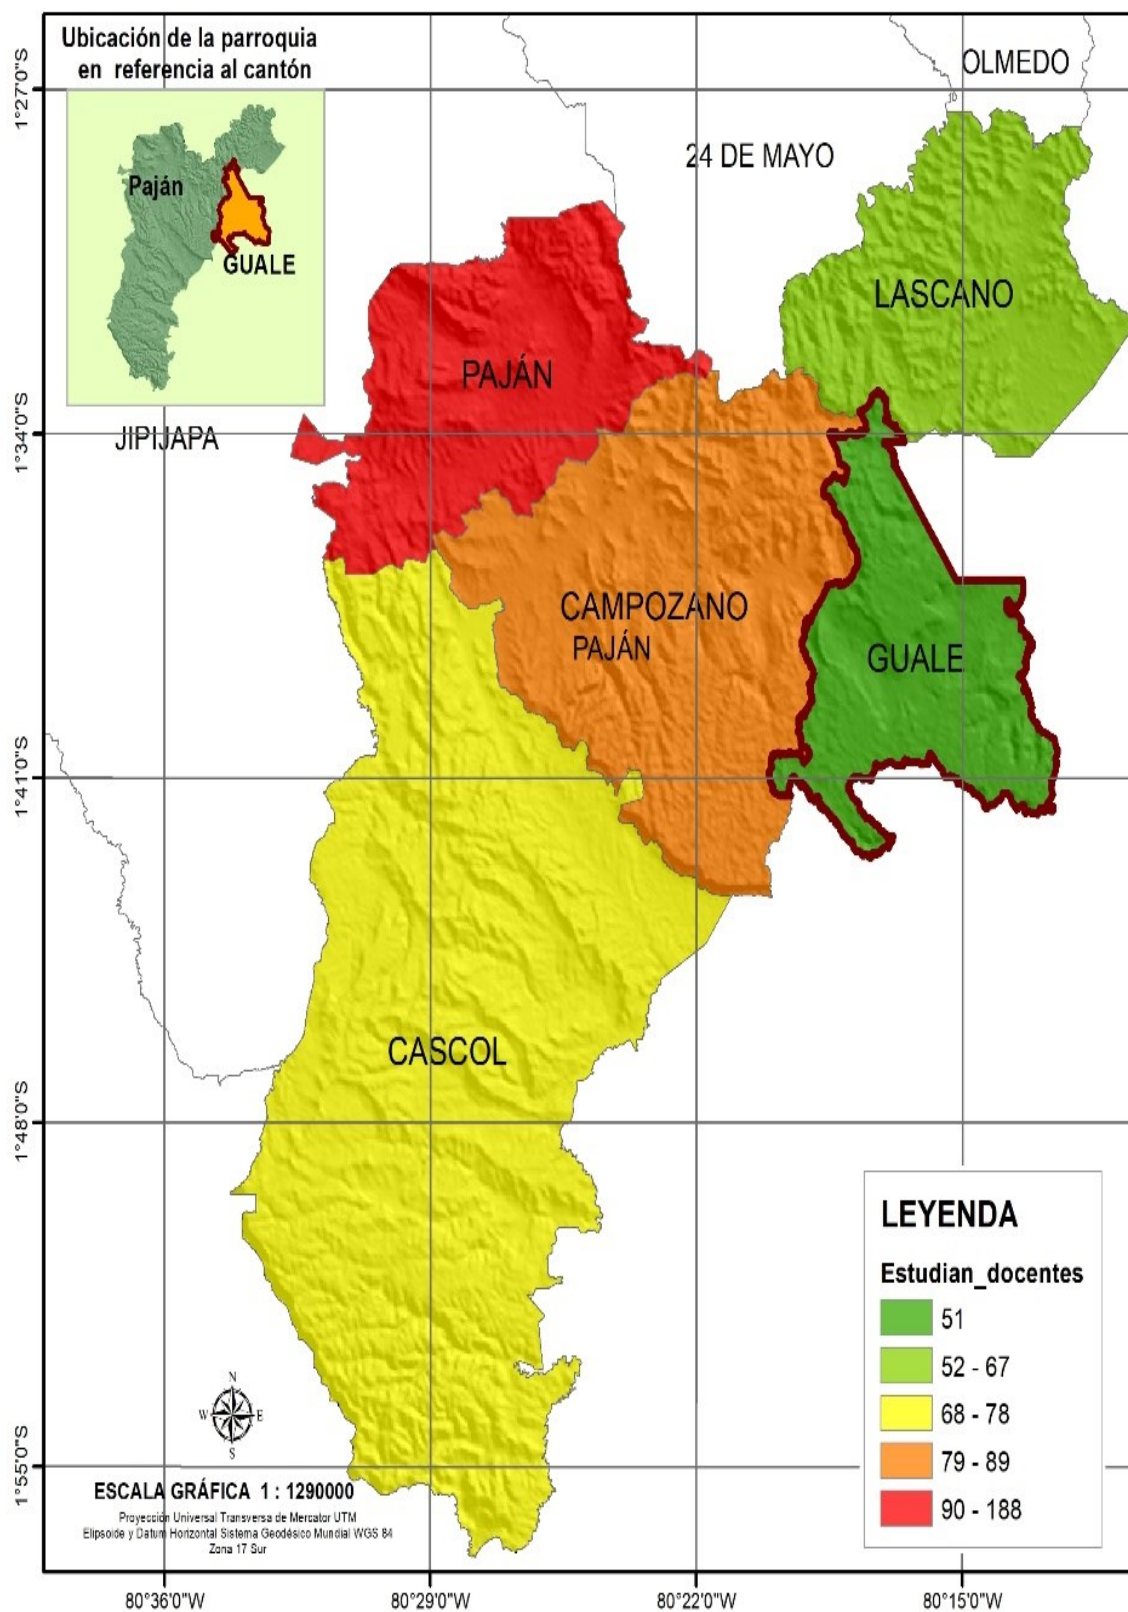 Ubicación de la parroquia
en referencia al cantón
Paján
GUALE
OLMEDO
24 DE MAYO
LASCANO
PAJÁN
JIPIJAPA
CAMPOZANO
PAJÁN
GUALE
CASCOL
1°27'0"S
1°34'0"S
1°41'0"S
1°48'0"S
1°55'0"S
LEYENDA
Estudian_docentes
51
52 - 67
68 - 78
79 - 89
90 - 188
N
W E
S
ESCALA GRÁFICA 1 : 1290000
Proyección Universal Transversa de Mercator UTM
Elipsoide y Datum Horizontal Sistema Geodésico Mundial WGS 84
Zona 17 Sur
80°36'0"W 80°29'0"W 80°22'0"W 80°15'0"W